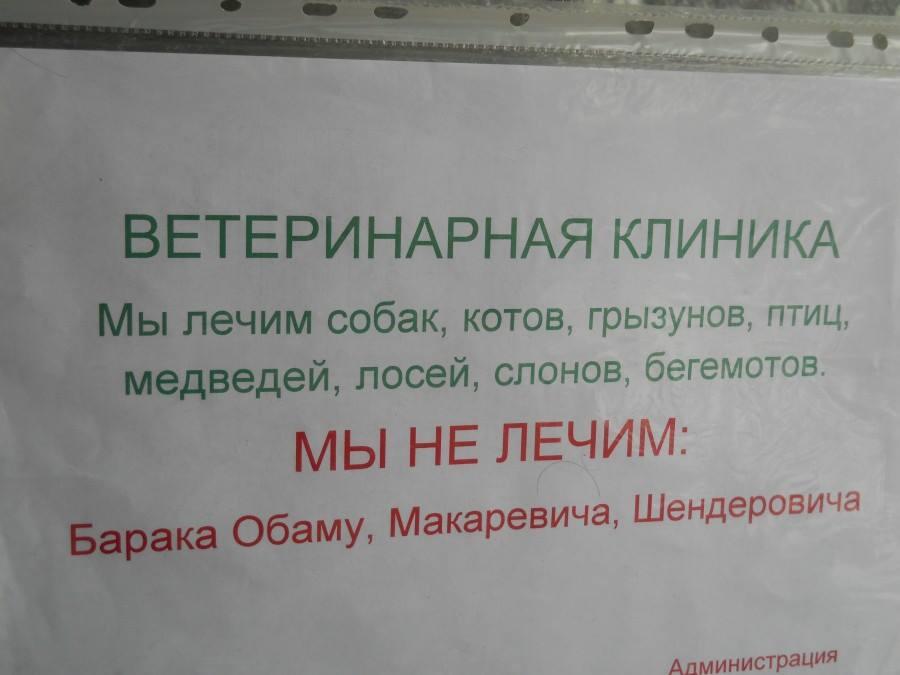 ВЕТЕРИНАРНАЯ КЛИНИКА
Мы лечим собак, котов, грызунов, птиц,
медведей, лосей, слонов, бегемотов.
МЫ НЕ ЛЕЧИМ:
Барака Обаму, Макаревича, Шендеровича
Администрация